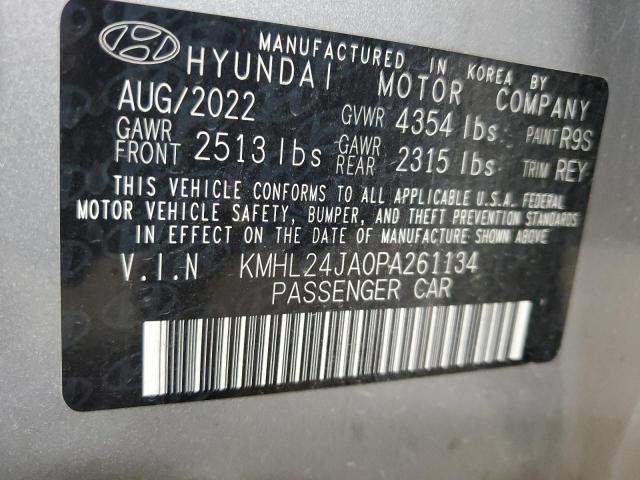 MANUFACTURED IN KOREA BY
HYUNDAI MOTOR COMPANY
AUG/2022 GVWR 4354 lbs PAINT R9S
GAWR FRONT 2513 lbs GAWR REAR 2315 lbs TRIM REY
THIS VEHICLE CONFORMS TO ALL APPLICABLE U.S.A. FEDERAL
MOTOR VEHICLE SAFETY, BUMPER, AND THEFT PREVENTION STANDARDS
IN EFFECT ON THE DATE OF MANUFACTURE SHOWN ABOVE.
V.I.N KMHL24JA0PA261134
PASSENGER CAR